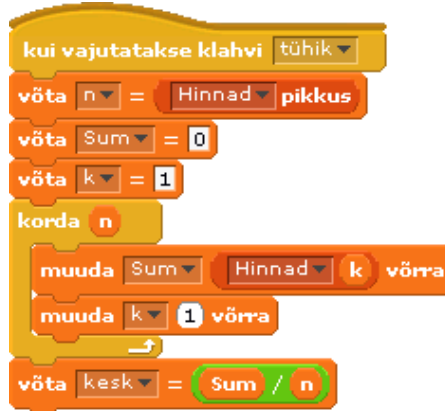 kui vajutatakse klahvi tühik
võta n = Hinnad pikkus
võta Sum = 0
võta k = 1
korda n
muuda Sum Hinnad k võrra
muuda k 1 võrra
võta kesk = Sum / n